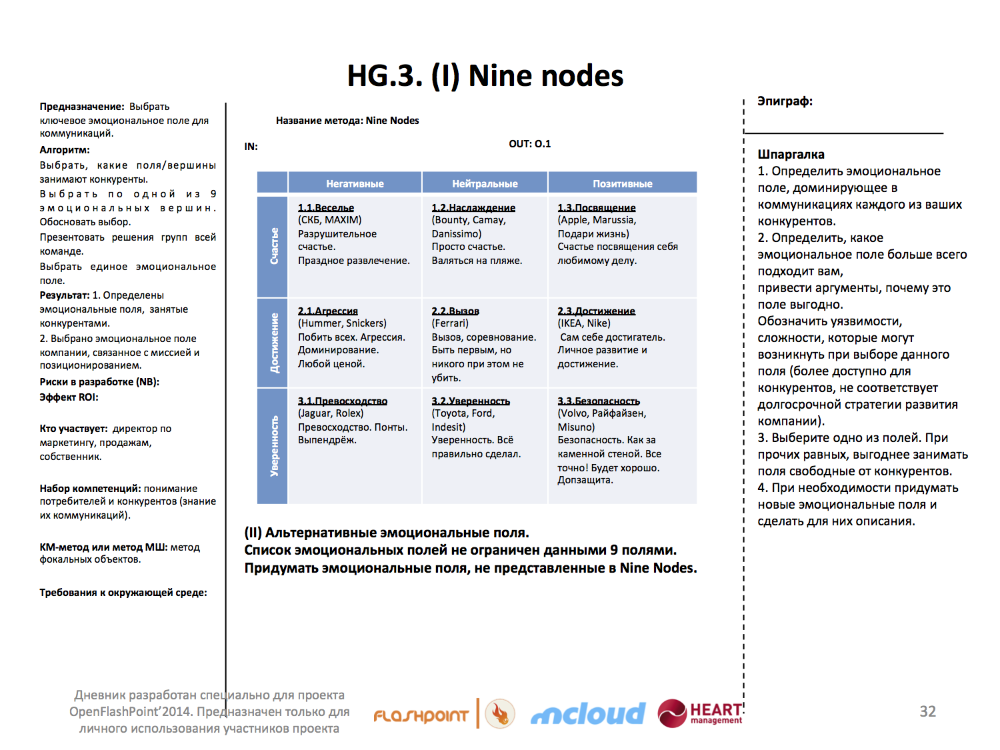 HG.3. (I) Nine nodes
Предназначение: Выбрать
ключевое эмоциональное поле для
коммуникаций.
Алгоритм:
Выбрать, какие поля/вершины
занимают конкуренты.
Выбрать по одной из 9
эмоциональных вершин.
Обосновать выбор.
Презентовать решения групп всей
команде.
Выбрать единое эмоциональное
поле.
Результат: 1. Определены
эмоциональные поля, занятые
конкурентами.
2. Выбрано эмоциональное поле
компании, связанное с миссией и
позиционированием.
Риски в разработке (NB):
Эффект ROI:
Кто участвует: директор по
маркетингу, продажам,
собственник.
Набор компетенций: понимание
потребителей и конкурентов (знание
их коммуникаций).
КМ-метод или метод МШ: метод
фокальных объектов.
Требования к окружающей среде:
Название метода: Nine Nodes
IN:
OUT: O.1
Негативные
Нейтральные
Позитивные
Счастье
1.1.Веселье
(СКБ, MAXIM)
Разрушительное
счастье.
Праздное развлечение.
1.2.Наслаждение
(Bounty, Camay,
Danissimo)
Просто счастье.
Валяться на пляже.
1.3.Посвящение
(Apple, Marussia,
Подари жизнь)
Счастье посвящения себя
любимому делу.
Достижение
2.1.Агрессия
(Hummer, Snickers)
Побить всех. Агрессия.
Доминирование.
Любой ценой.
2.2.Вызов
(Ferrari)
Вызов, соревнование.
Быть первым, но
никого при этом не
убить.
2.3.Достижение
(IKEA, Nike)
Сам себе достигатель.
Личное развитие и
достижение.
Уверенность
3.1.Превосходство
(Jaguar, Rolex)
Превосходство. Понты.
Выпендрёж.
3.2.Уверенность
(Toyota, Ford,
Indesit)
Уверенность. Всё
правильно сделал.
3.3.Безопасность
(Volvo, Райфайзен,
Misuno)
Безопасность. Как за
каменной стеной. Все
точно! Будет хорошо.
Допзащита.
(II) Альтернативные эмоциональные поля.
Список эмоциональных полей не ограничен данными 9 полями.
Придумать эмоциональные поля, не представленные в Nine Nodes.
Эпиграф:
Шпаргалка
1. Определить эмоциональное
поле, доминирующее в
коммуникациях каждого из ваших
конкурентов.
2. Определить, какое
эмоциональное поле больше всего
подходит вам,
привести аргументы, почему это
поле выгодно.
Обозначить уязвимости,
сложности, которые могут
возникнуть при выборе данного
поля (более доступно для
конкурентов, не соответствует
долгосрочной стратегии развития
компании).
3. Выберите одно из полей. При
прочих равных, выгоднее занимать
поля свободные от конкурентов.
4. При необходимости придумать
новые эмоциональные поля и
сделать для них описания.
Дневник разработан специально для проекта
OpenFlashPoint’2014. Предназначен только для
личного использования участников проекта
FLASHPOINT
mcloud
HEART
management
32